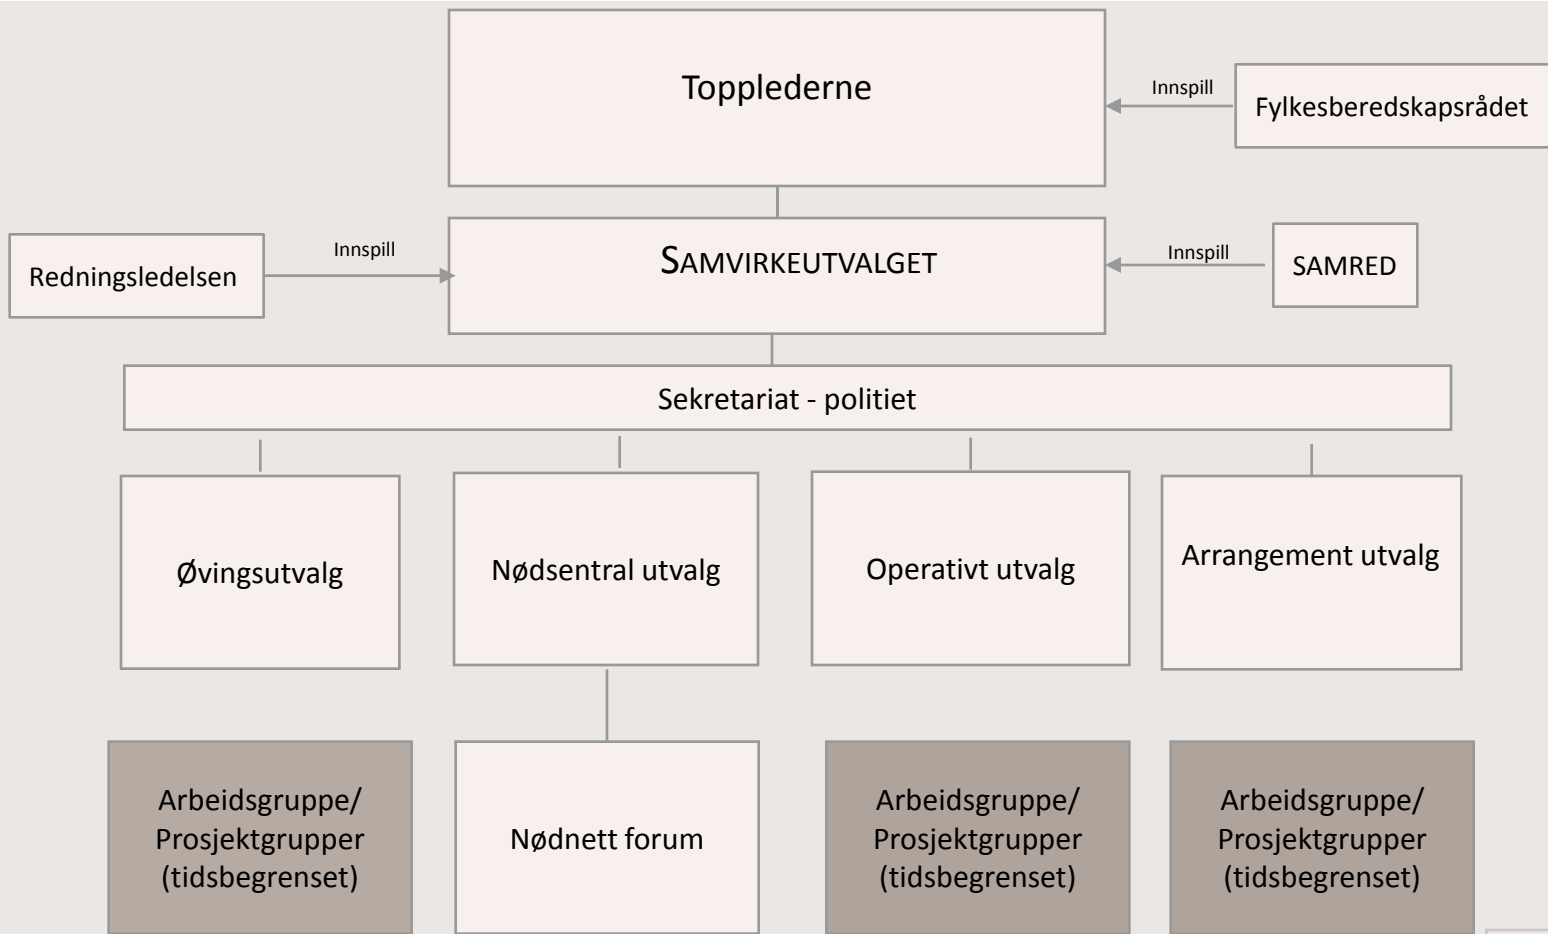 Topplederne
Innspill
Fylkesberedskapsrådet
Redningsledelsen
Innspill
SAMVIRKEUTVALGET
Innspill
SAMRED
Sekretariat - politiet
Øvingsutvalg
Nødsentral utvalg
Operativt utvalg
Arrangement utvalg
Arbeidsgruppe/
Prosjektgrupper
(tidsbegrenset)
Nødnett forum
Arbeidsgruppe/
Prosjektgrupper
(tidsbegrenset)
Arbeidsgruppe/
Prosjektgrupper
(tidsbegrenset)